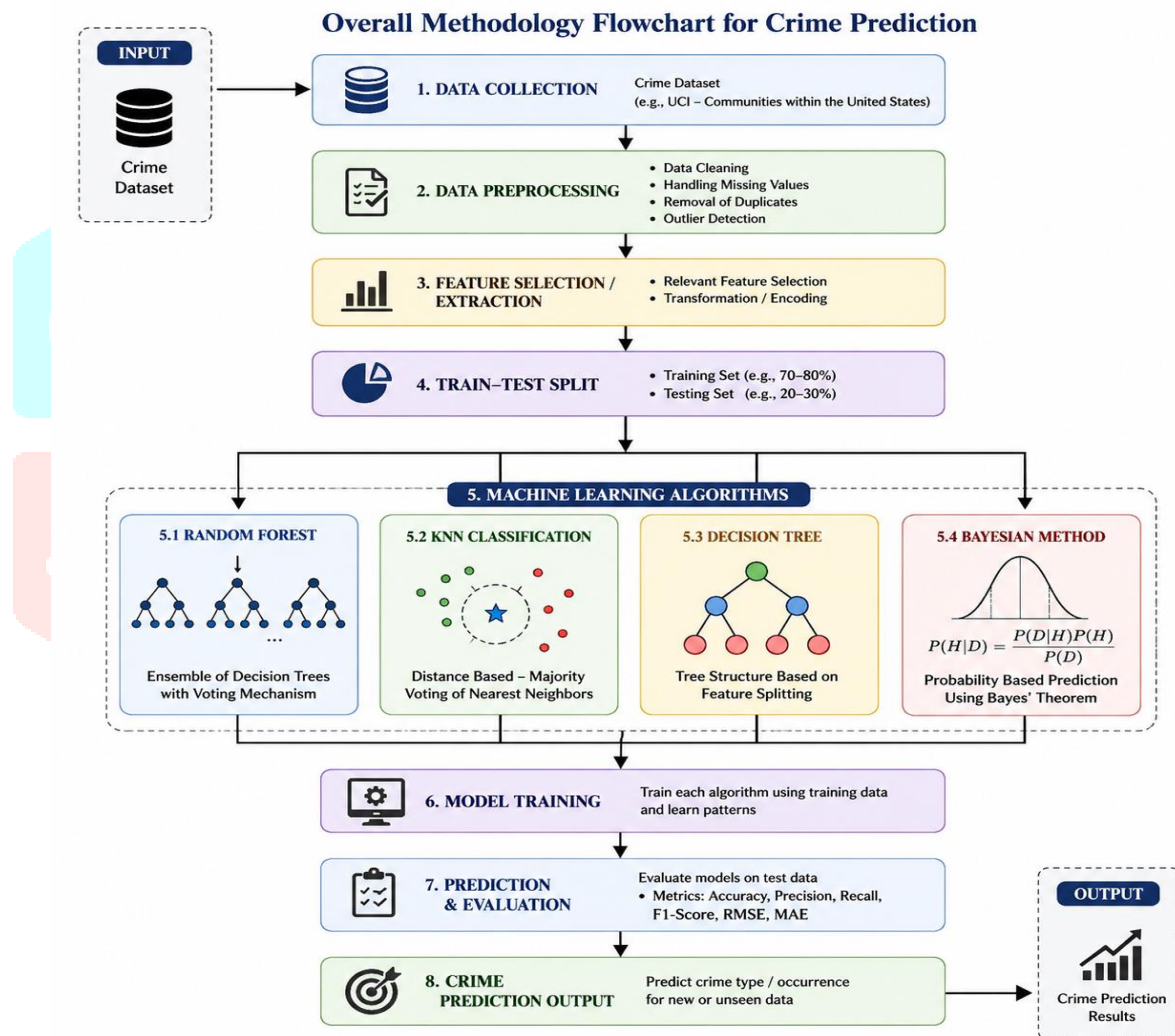 Overall Methodology Flowchart for Crime Prediction
INPUT
Crime
Dataset
1. DATA COLLECTION
Crime Dataset
(e.g., UCI – Communities within the United States)
2. DATA PREPROCESSING
• Data Cleaning
• Handling Missing Values
• Removal of Duplicates
• Outlier Detection
3. FEATURE SELECTION /
EXTRACTION
• Relevant Feature Selection
• Transformation / Encoding
4. TRAIN–TEST SPLIT
• Training Set (e.g., 70–80%)
• Testing Set (e.g., 20–30%)
5. MACHINE LEARNING ALGORITHMS
5.1 RANDOM FOREST
...
Ensemble of Decision Trees
with Voting Mechanism
5.2 KNN CLASSIFICATION
Distance Based – Majority
Voting of Nearest Neighbors
5.3 DECISION TREE
Tree Structure Based on
Feature Splitting
5.4 BAYESIAN METHOD
P(H|D) = P(D|H)P(H) / P(D)
Probability Based Prediction
Using Bayes' Theorem
6. MODEL TRAINING
Train each algorithm using training data
and learn patterns
7. PREDICTION
& EVALUATION
Evaluate models on test data
• Metrics: Accuracy, Precision, Recall,
F1-Score, RMSE, MAE
8. CRIME
PREDICTION OUTPUT
Predict crime type / occurrence
for new or unseen data
OUTPUT
Crime Prediction
Results